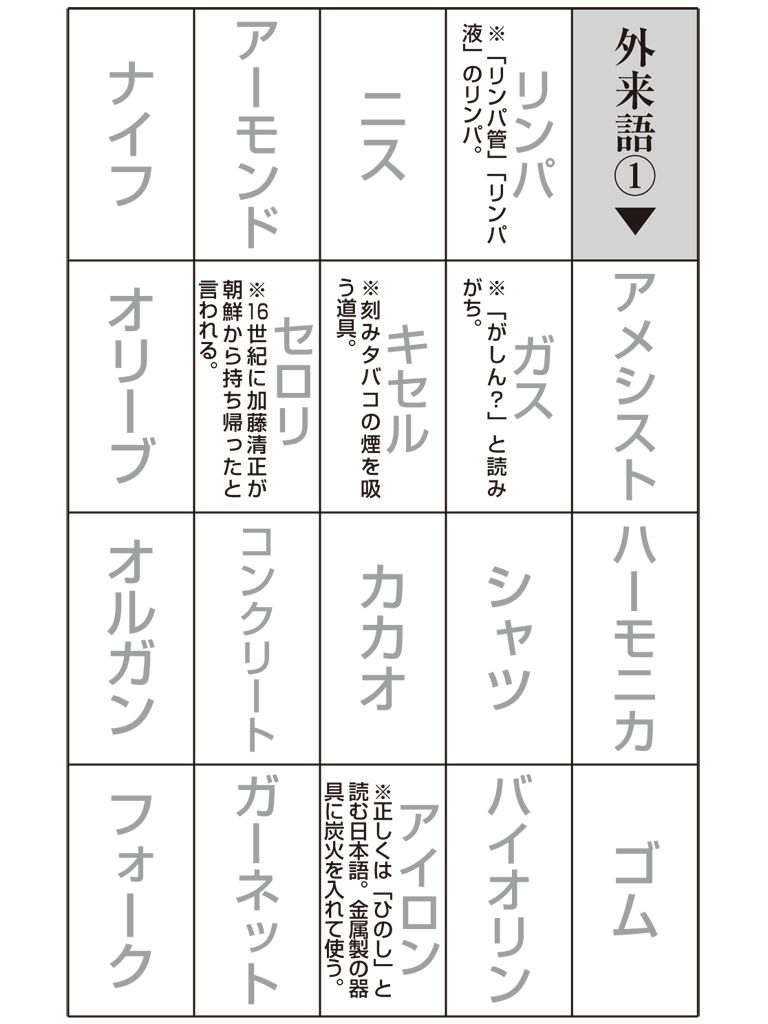 外来語①▼
アメシスト
ハーモニカ
ゴム
リンパ
※「リンパ管」「リンパ
液」のリンパ。
ガス
※「がしん？」と読み
がち。
シャツ
バイオリン
ニス
キセル
※刻みタバコの煙を吸
う道具。
カカオ
アイロン
※正しくは「ひのし」と
読む日本語。金属製の器
具に炭火を入れて使う。
アーモンド
セロリ
※16世紀に加藤清正が
朝鮮から持ち帰ったと
言われる。
コンクリート
ガーネット
ナイフ
オリーブ
オルガン
フォーク